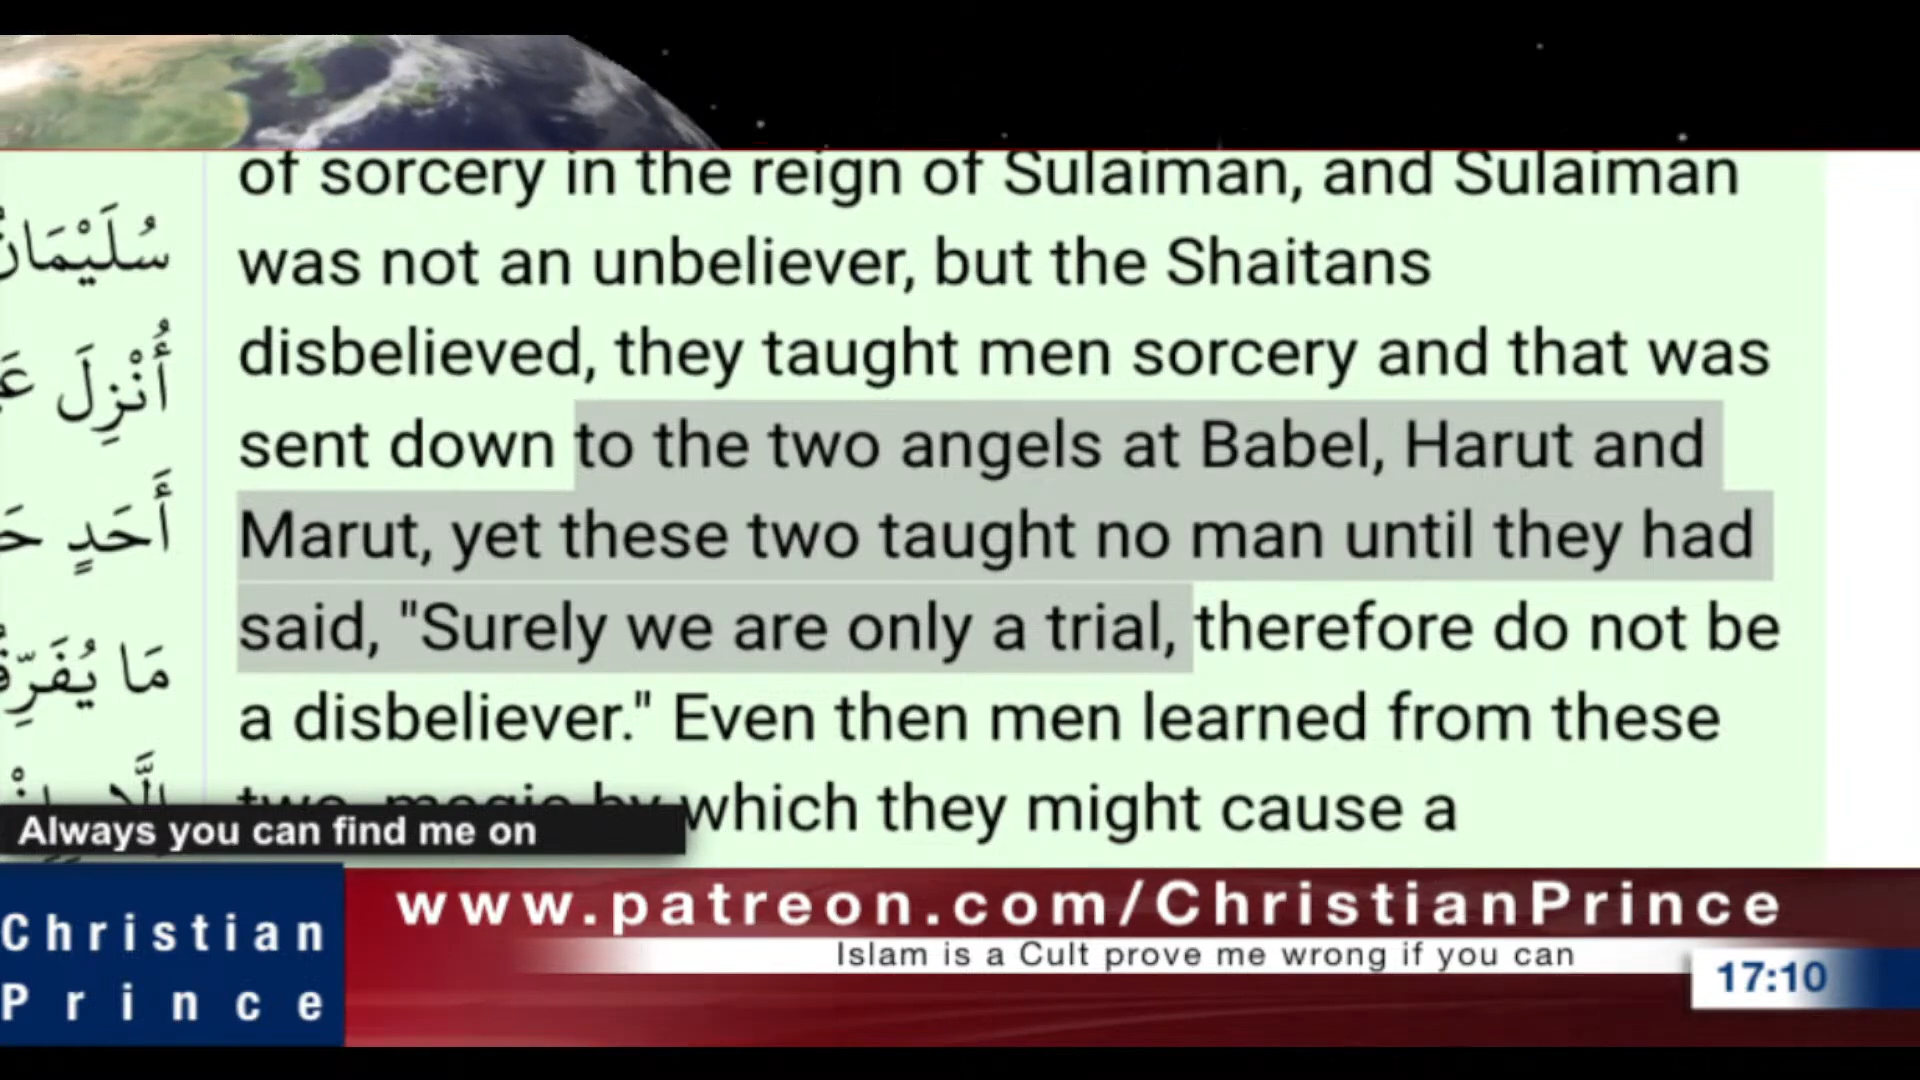 of sorcery in the reign of Sulaiman, and Sulaiman
was not an unbeliever, but the Shaitans
disbelieved, they taught men sorcery and that was
sent down to the two angels at Babel, Harut and
Marut, yet these two taught no man until they had
said, "Surely we are only a trial, therefore do not be
a disbeliever." Even then men learned from these
two, magic by which they might cause a
سُلَيْمَانُ
أُنْزِلَ
أَحَدٍ
مَا يُفَرِّقُ
Always you can find me on
Christian
Prince
www.patreon.com/ChristianPrince
Islam is a Cult prove me wrong if you can
17:10